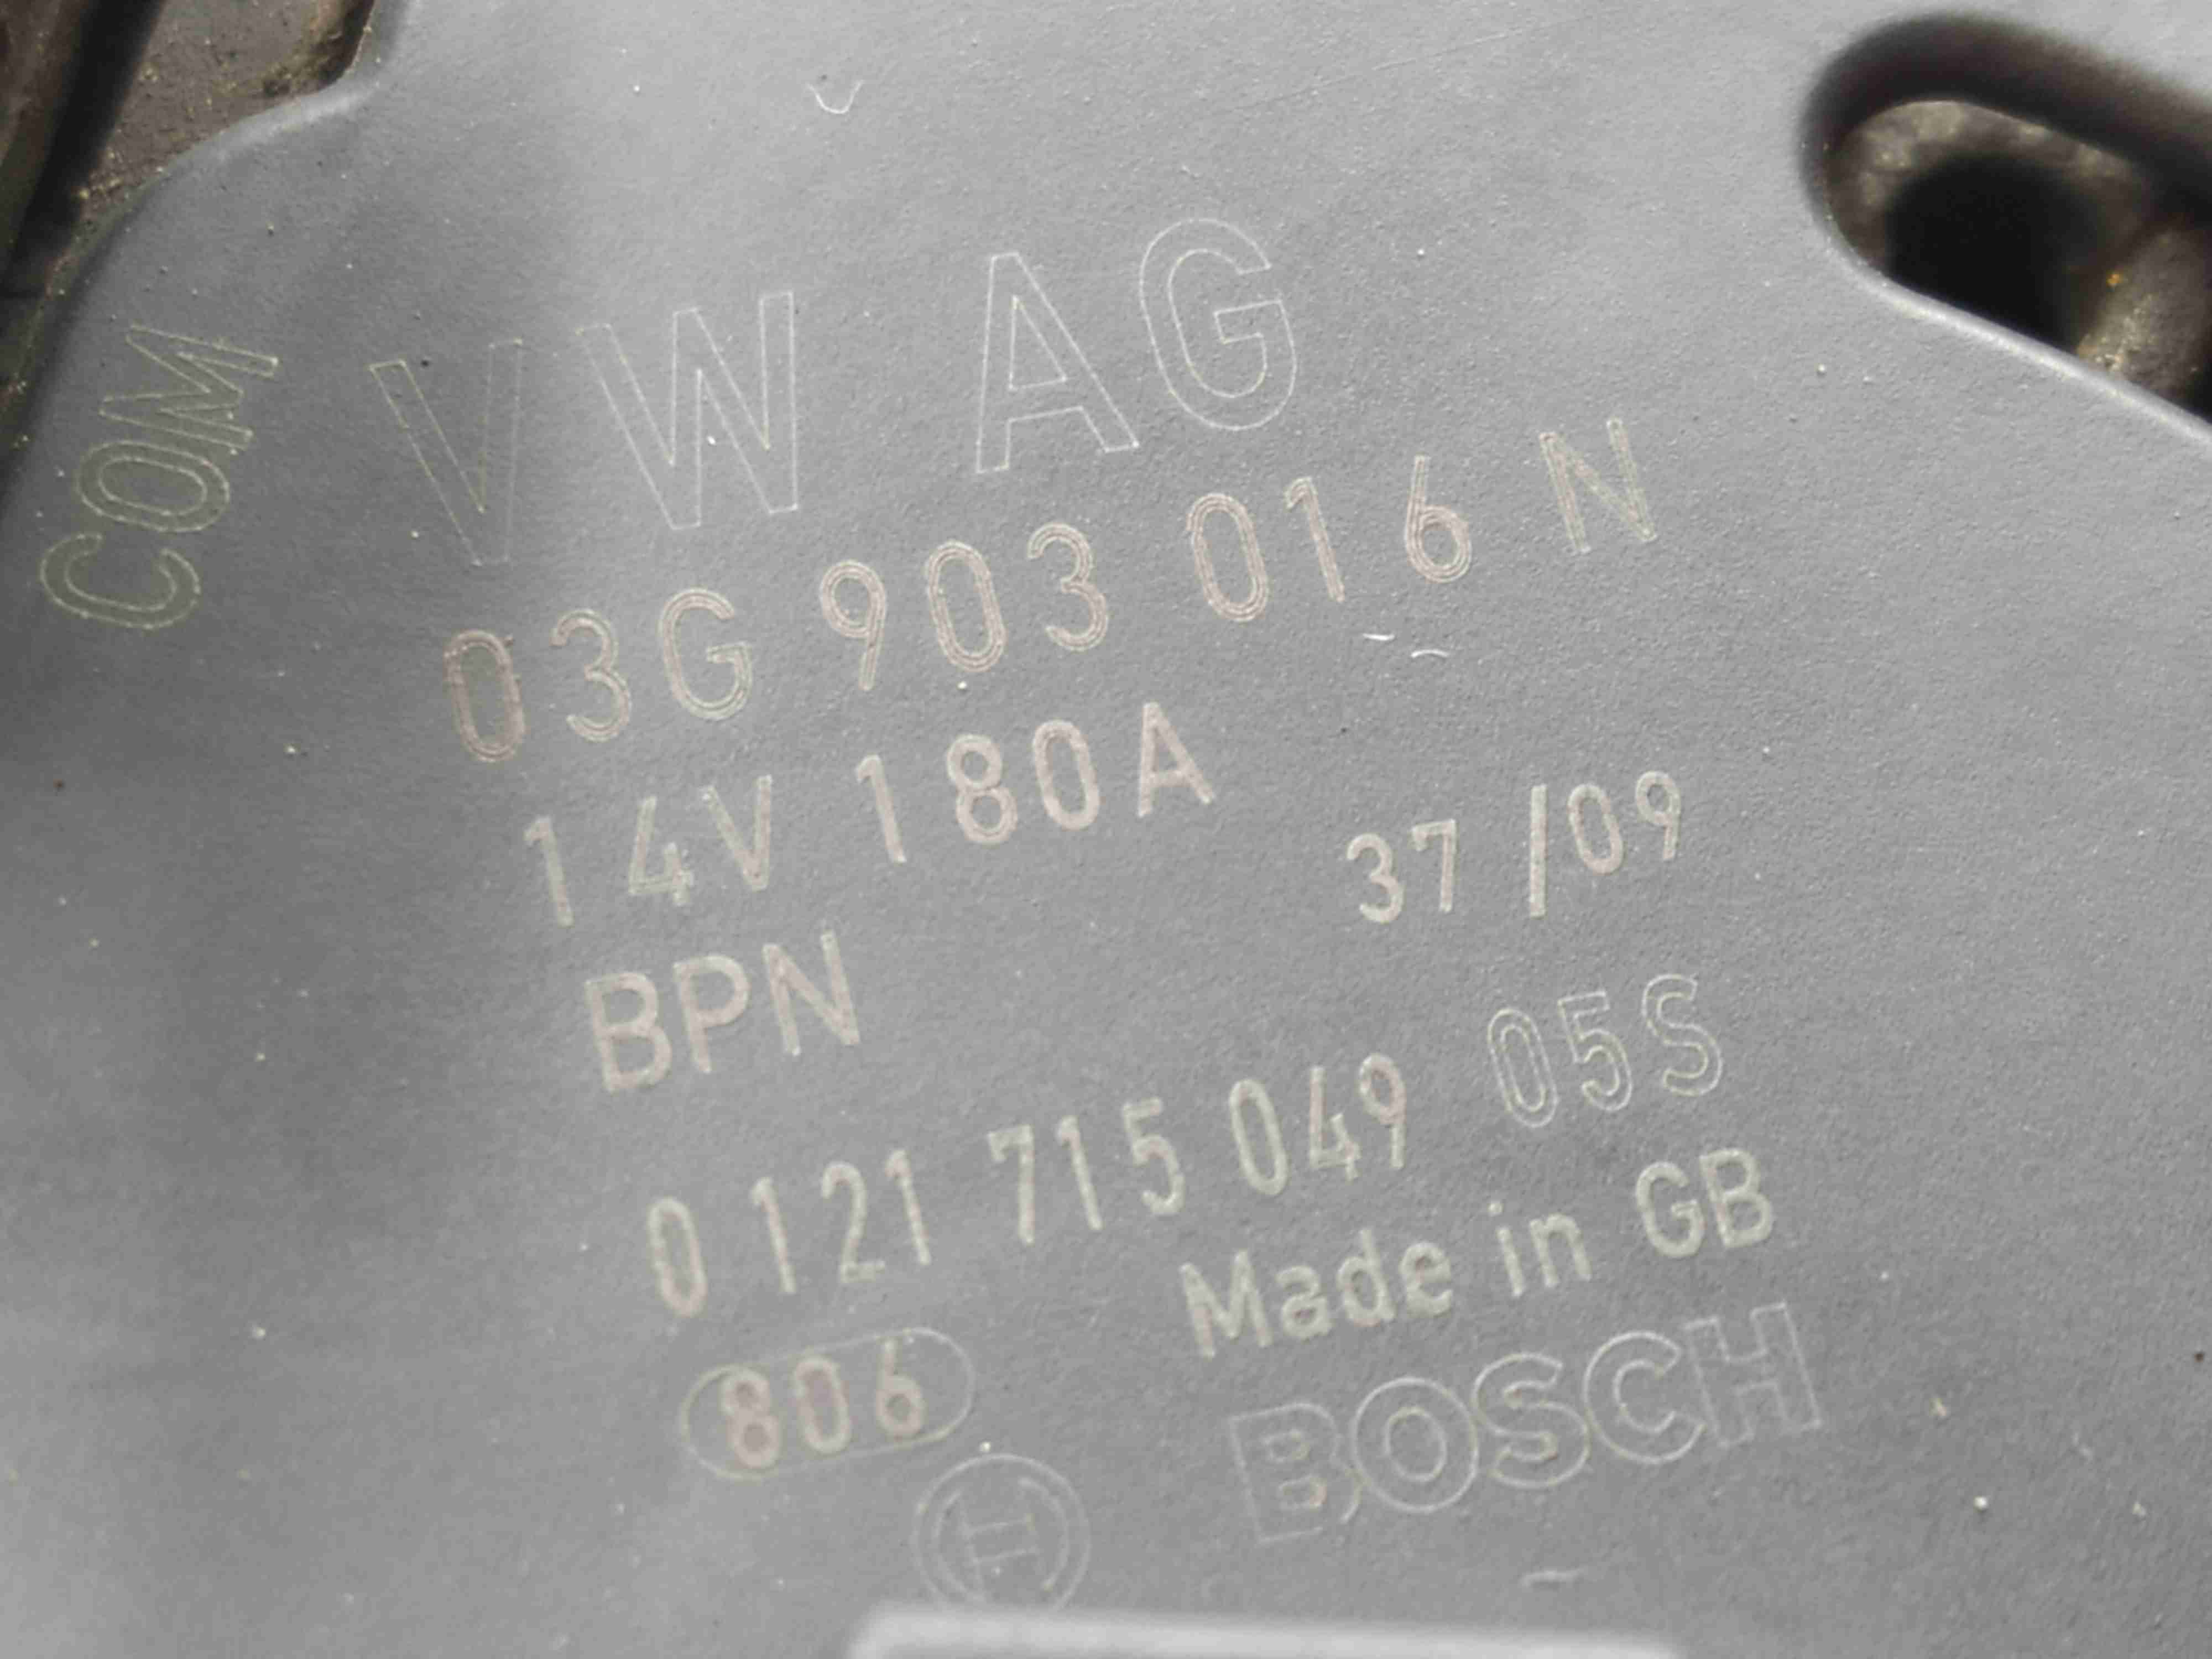 COM
VW AG
03G 903 016 N
14V 180A
37 /09
BPN
0 121 715 049 05S
Made in GB
806
BOSCH